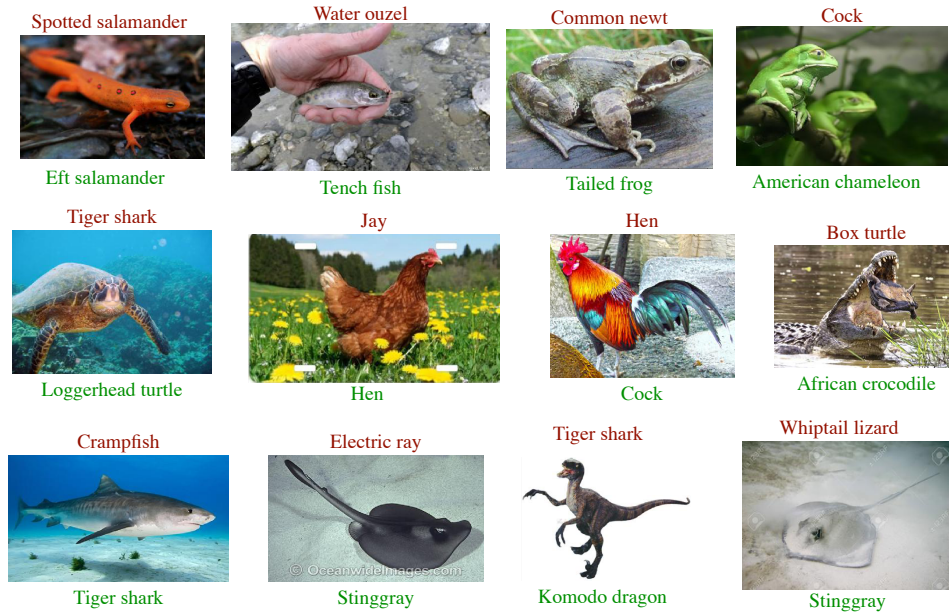 Spotted salamander
Water ouzel
Common newt
Cock
Eft salamander
Tench fish
Tailed frog
American chameleon
Tiger shark
Jay
Hen
Box turtle
Loggerhead turtle
Hen
Cock
African crocodile
Crampfish
Electric ray
Tiger shark
Whiptail lizard
© OceanwideImages.com
Tiger shark
Stinggray
Komodo dragon
Stinggray